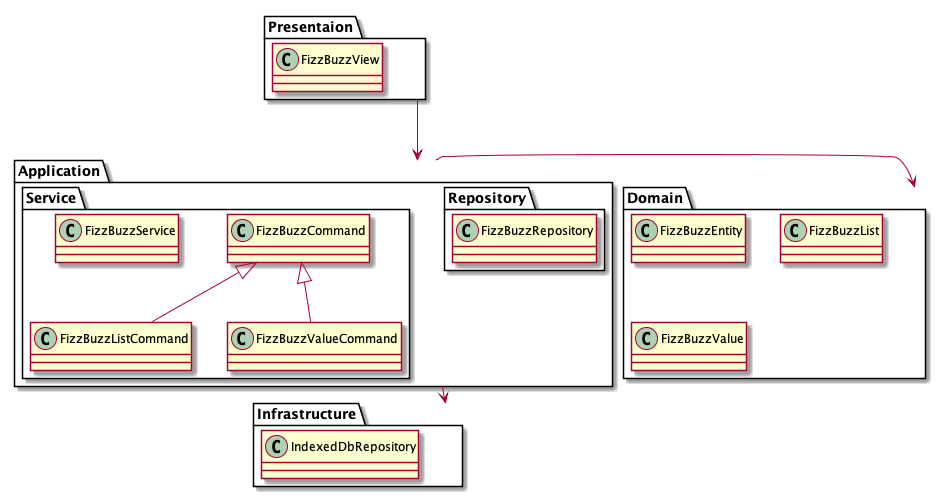 Presentaion
C FizzBuzzView
Application
Service
Repository
Domain
C FizzBuzzService
C FizzBuzzCommand
C FizzBuzzRepository
C FizzBuzzEntity
C FizzBuzzList
C FizzBuzzListCommand
C FizzBuzzValueCommand
C FizzBuzzValue
Infrastructure
C IndexedDbRepository